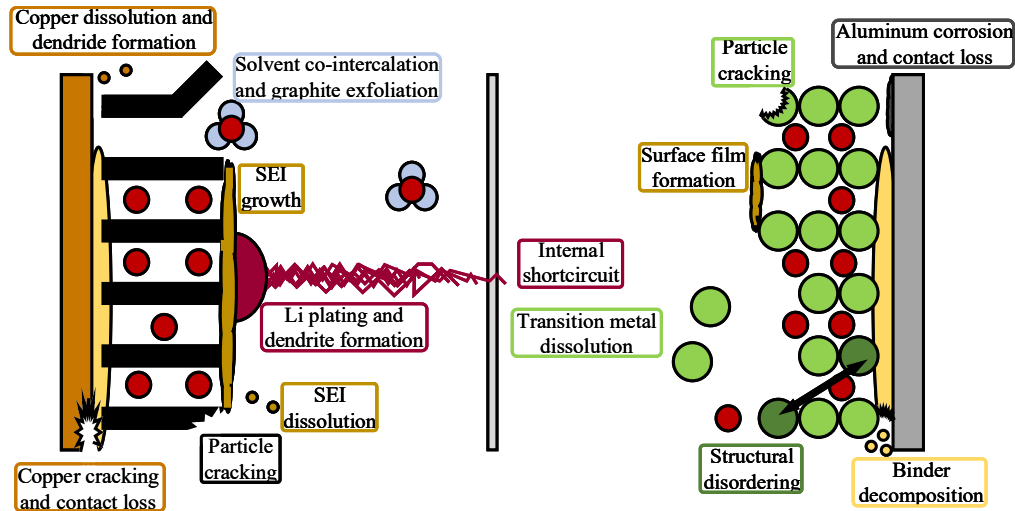 Copper dissolution and
dendride formation
Solvent co-intercalation
and graphite exfoliation
Particle
cracking
Aluminum corrosion
and contact loss
SEI
growth
Surface film
formation
Internal
shortcircuit
Li plating and
dendrite formation
Transition metal
dissolution
SEI
dissolution
Particle
cracking
Copper cracking
and contact loss
Structural
disordering
Binder
decomposition